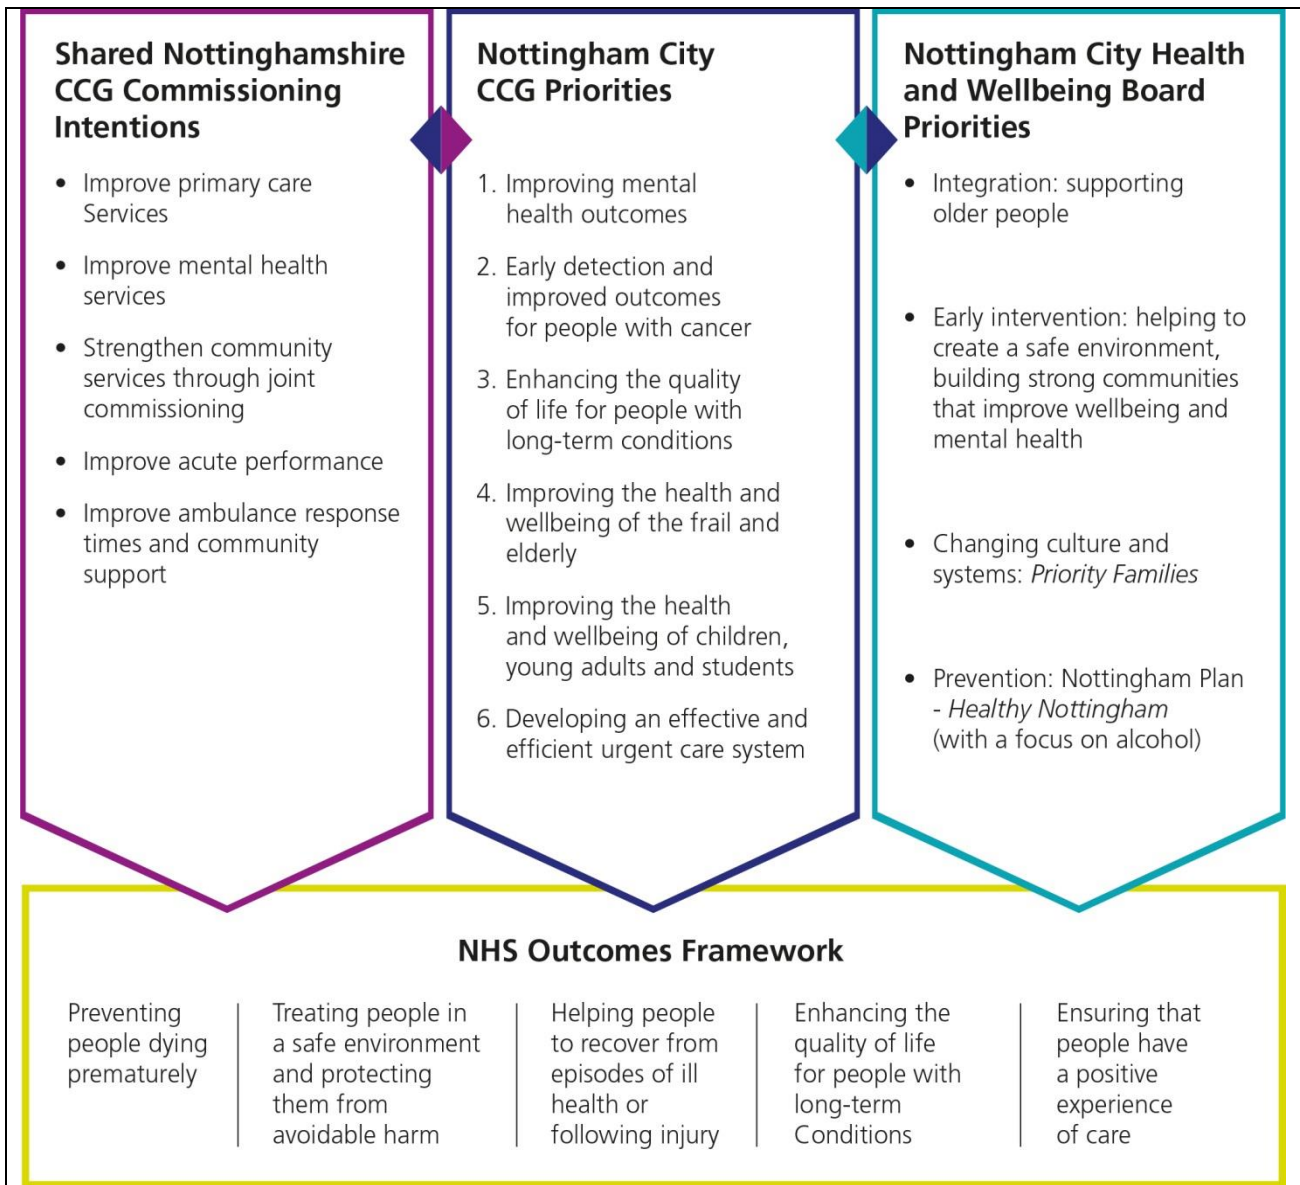 Shared Nottinghamshire
CCG Commissioning
Intentions
• Improve primary care
Services
• Improve mental health
services
• Strengthen community
services through joint
commissioning
• Improve acute performance
• Improve ambulance response
times and community
support
Nottingham City
CCG Priorities
1. Improving mental
health outcomes
2. Early detection and
improved outcomes
for people with cancer
3. Enhancing the quality
of life for people with
long-term conditions
4. Improving the health and
wellbeing of the frail and
elderly
5. Improving the health
and wellbeing of children,
young adults and students
6. Developing an effective and
efficient urgent care system
Nottingham City Health
and Wellbeing Board
Priorities
• Integration: supporting
older people
• Early intervention: helping to
create a safe environment,
building strong communities
that improve wellbeing and
mental health
• Changing culture and
systems: Priority Families
• Prevention: Nottingham Plan
- Healthy Nottingham
(with a focus on alcohol)
NHS Outcomes Framework
Preventing
people dying
prematurely
Treating people in
a safe environment
and protecting
them from
avoidable harm
Helping people
to recover from
episodes of ill
health or
following injury
Enhancing the
quality of life
for people with
long-term
Conditions
Ensuring that
people have
a positive
experience
of care